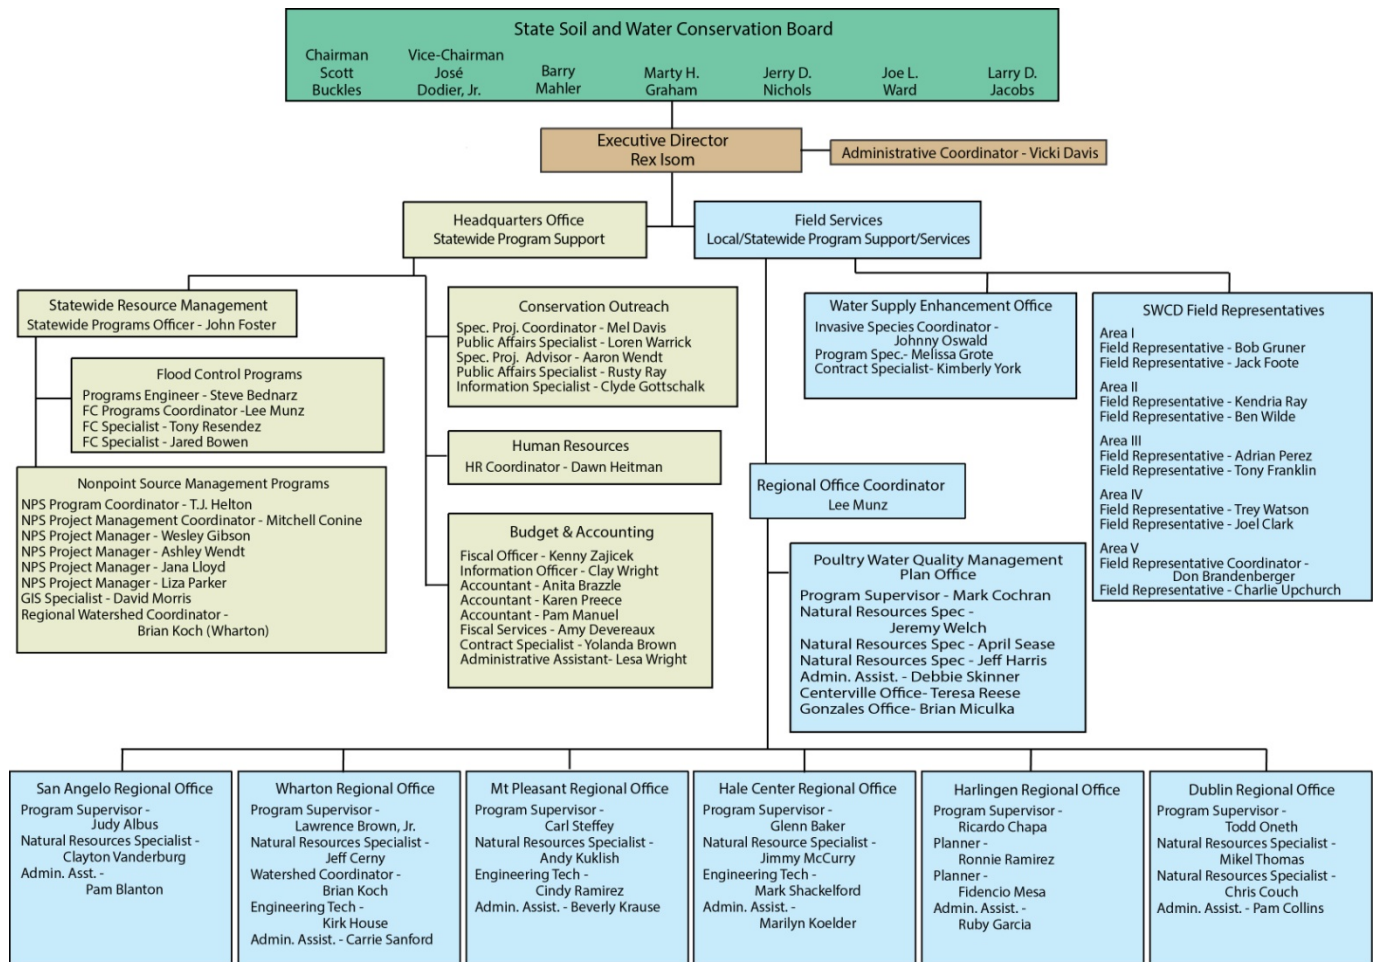 State Soil and Water Conservation Board
Chairman
Scott
Buckles
Vice-Chairman
José
Dodier, Jr.
Barry
Mahler
Marty H.
Graham
Jerry D.
Nichols
Joe L.
Ward
Larry D.
Jacobs
Executive Director
Rex Isom
Administrative Coordinator - Vicki Davis
Headquarters Office
Statewide Program Support
Field Services
Local/Statewide Program Support/Services
Statewide Resource Management
Statewide Programs Officer - John Foster
Flood Control Programs
Programs Engineer - Steve Bednarz
FC Programs Coordinator -Lee Munz
FC Specialist - Tony Resendez
FC Specialist - Jared Bowen
Nonpoint Source Management Programs
NPS Program Coordinator - T.J. Helton
NPS Project Management Coordinator - Mitchell Conine
NPS Project Manager - Wesley Gibson
NPS Project Manager - Ashley Wendt
NPS Project Manager - Jana Lloyd
NPS Project Manager - Liza Parker
GIS Specialist - David Morris
Regional Watershed Coordinator -
Brian Koch (Wharton)
Conservation Outreach
Spec. Proj. Coordinator - Mel Davis
Public Affairs Specialist - Loren Warrick
Spec. Proj. Advisor - Aaron Wendt
Public Affairs Specialist - Rusty Ray
Information Specialist - Clyde Gottschalk
Human Resources
HR Coordinator - Dawn Heitman
Budget & Accounting
Fiscal Officer - Kenny Zajicek
Information Officer - Clay Wright
Accountant - Anita Brazzle
Accountant - Karen Preece
Accountant - Pam Manuel
Fiscal Services - Amy Devereaux
Contract Specialist - Yolanda Brown
Administrative Assistant- Lesa Wright
Water Supply Enhancement Office
Invasive Species Coordinator -
Johnny Oswald
Program Spec.- Melissa Grote
Contract Specialist- Kimberly York
SWCD Field Representatives
Area I
Field Representative - Bob Gruner
Field Representative - Jack Foote
Area II
Field Representative - Kendria Ray
Field Representative - Ben Wilde
Area III
Field Representative - Adrian Perez
Field Representative - Tony Franklin
Area IV
Field Representative - Trey Watson
Field Representative - Joel Clark
Area V
Field Representative Coordinator -
Don Brandenberger
Field Representative - Charlie Upchurch
Regional Office Coordinator
Lee Munz
Poultry Water Quality Management
Plan Office
Program Supervisor - Mark Cochran
Natural Resources Spec -
Jeremy Welch
Natural Resources Spec - April Sease
Natural Resources Spec - Jeff Harris
Admin. Assist. - Debbie Skinner
Centerville Office- Teresa Reese
Gonzales Office- Brian Miculka
San Angelo Regional Office
Program Supervisor -
Judy Albus
Natural Resources Specialist -
Clayton Vanderburg
Admin. Asst. -
Pam Blanton
Wharton Regional Office
Program Supervisor -
Lawrence Brown, Jr.
Natural Resources Specialist -
Jeff Cerny
Watershed Coordinator -
Brian Koch
Engineering Tech -
Kirk House
Admin. Assist. - Carrie Sanford
Mt Pleasant Regional Office
Program Supervisor -
Carl Steffey
Natural Resources Specialist -
Andy Kuklish
Engineering Tech -
Cindy Ramirez
Admin. Assist. - Beverly Krause
Hale Center Regional Office
Program Supervisor -
Glenn Baker
Natural Resource Specialist -
Jimmy McCurry
Engineering Tech -
Mark Shackelford
Admin. Assist. -
Marilyn Koelder
Harlingen Regional Office
Program Supervisor -
Ricardo Chapa
Planner -
Ronnie Ramirez
Planner -
Fidencio Mesa
Admin. Assist. -
Ruby Garcia
Dublin Regional Office
Program Supervisor -
Todd Oneth
Natural Resources Specialist -
Mikel Thomas
Natural Resources Specialist -
Chris Couch
Admin. Assist. - Pam Collins